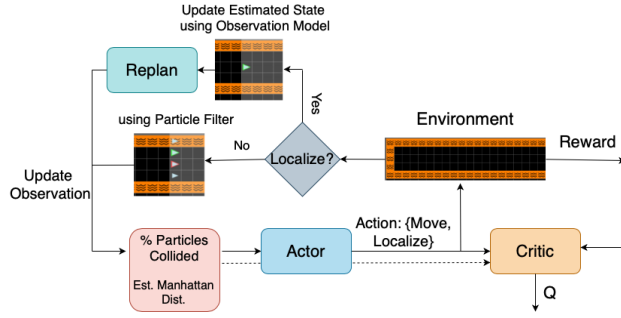 Update Estimated State
using Observation Model
Replan
Yes
using Particle Filter
Environment
Reward
No
Localize?
Update
Observation
% Particles
Collided
Est. Manhattan
Dist.
Actor
Action: {Move,
Localize}
Critic
Q